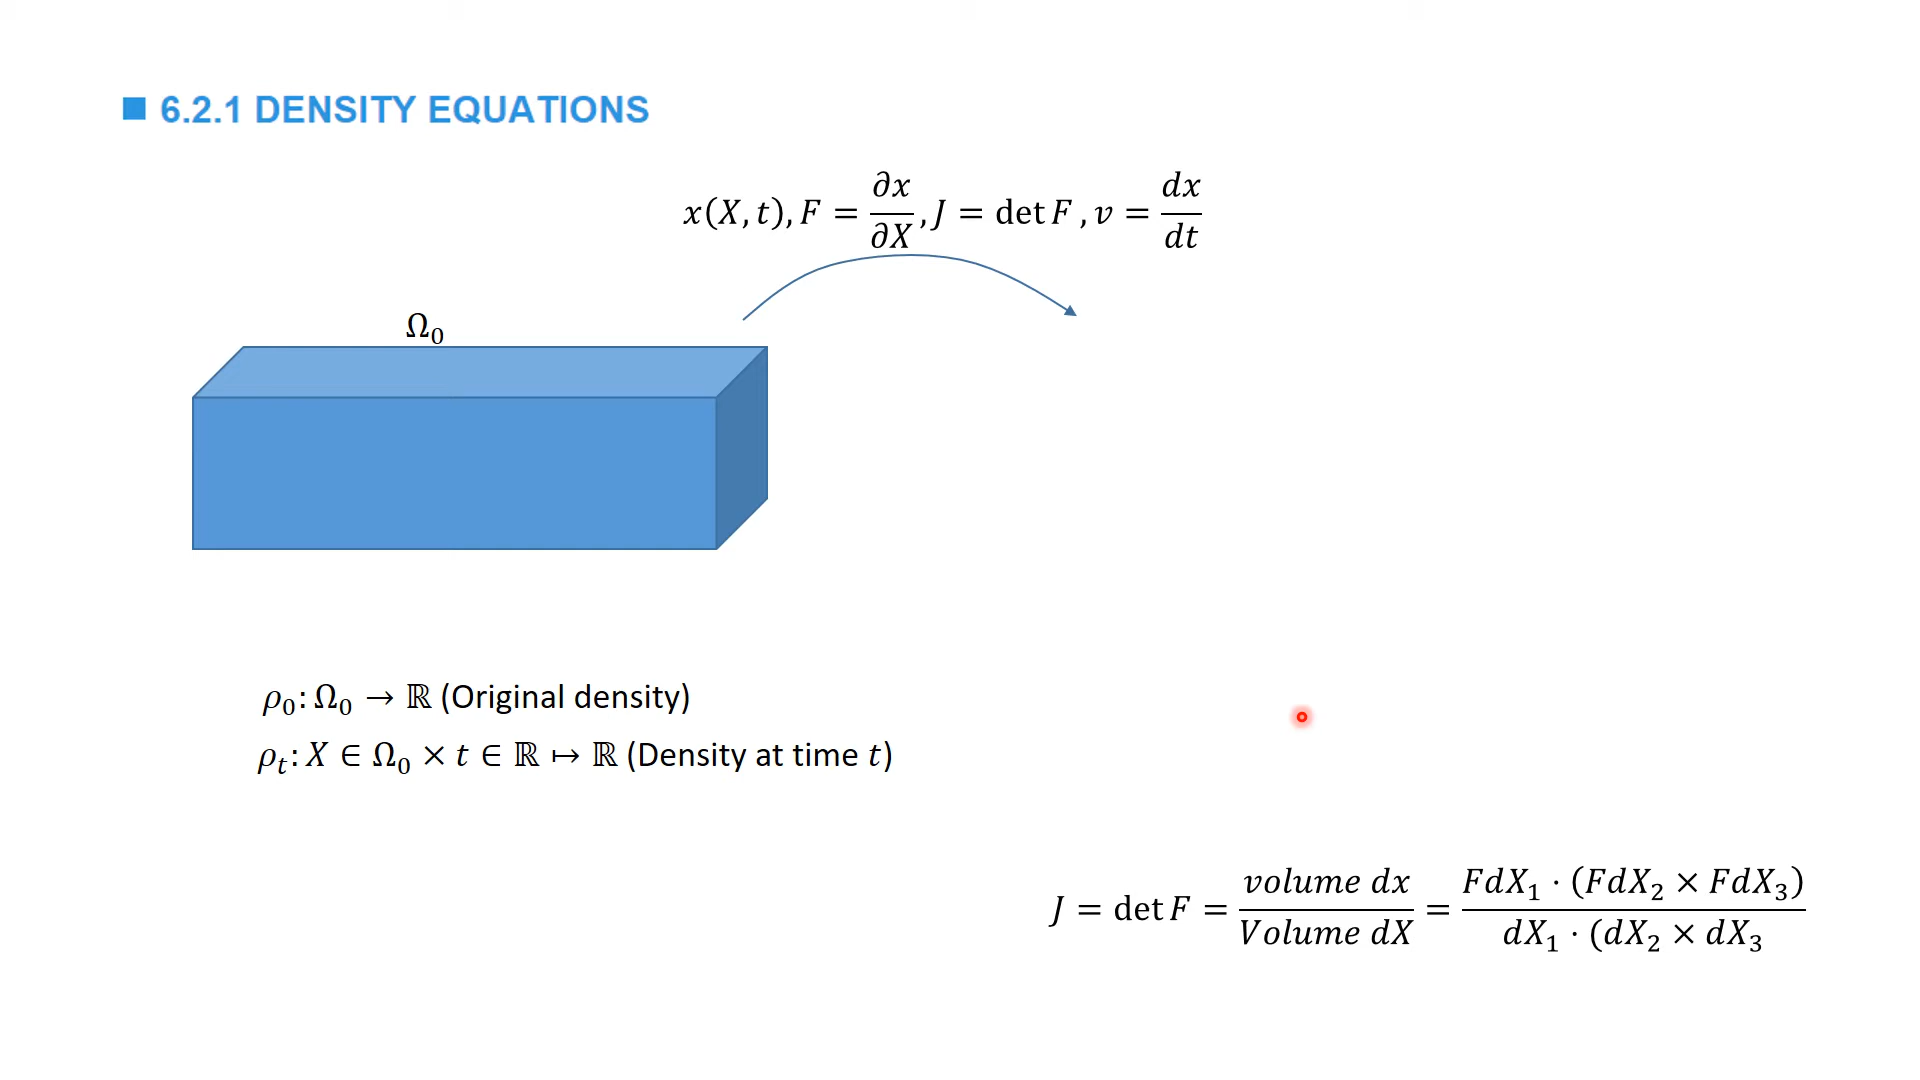 6.2.1 DENSITY EQUATIONS
x(X, t), F = ∂x/∂X, J = det F, v = dx/dt
Ω₀
ρ₀: Ω₀ → ℝ (Original density)
ρₜ: X ∈ Ω₀ × t ∈ ℝ ↦ ℝ (Density at time t)
J = det F = volume dx/Volume dX = FdX₁ · (FdX₂ × FdX₃)/dX₁ · (dX₂ × dX₃